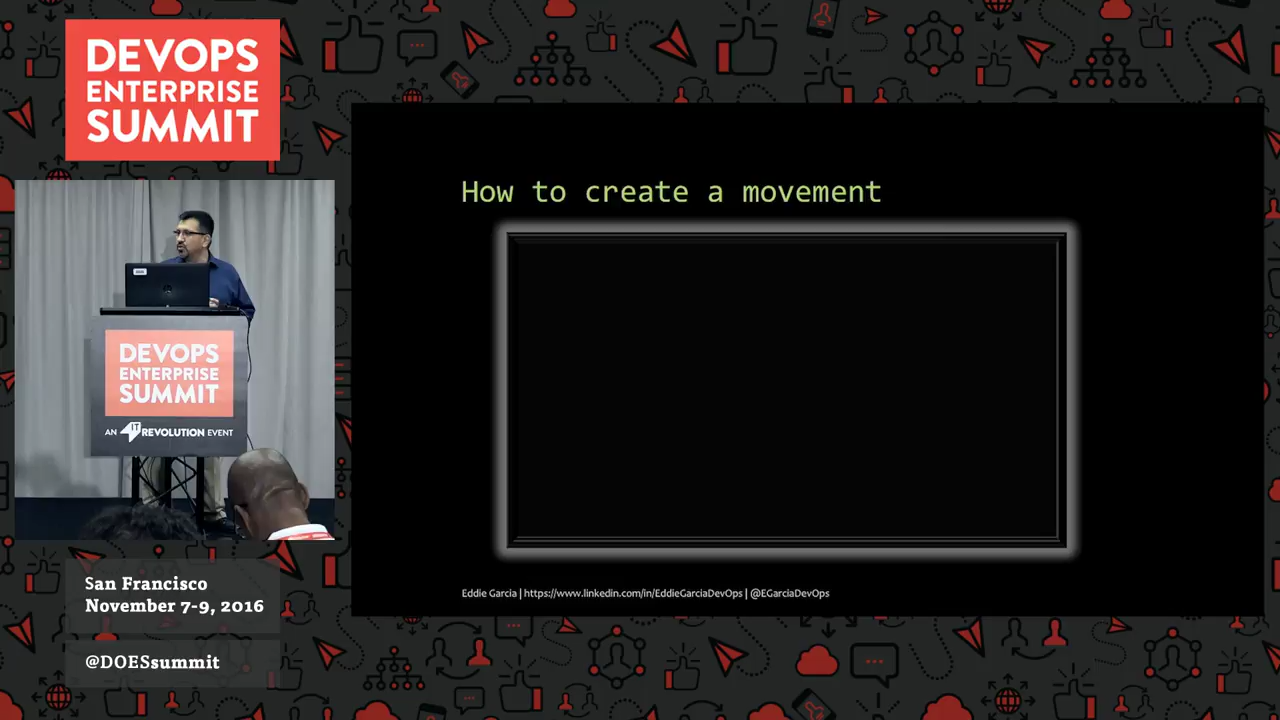 DEVOPS
ENTERPRISE
SUMMIT
How to create a movement
DEVOPS
ENTERPRISE
SUMMIT
AN IT REVOLUTION EVENT
Eddie Garcia | https://www.linkedin.com/in/EddieGarciaDevOps | @EGarciaDevOps
San Francisco
November 7-9, 2016
@DOESsummit